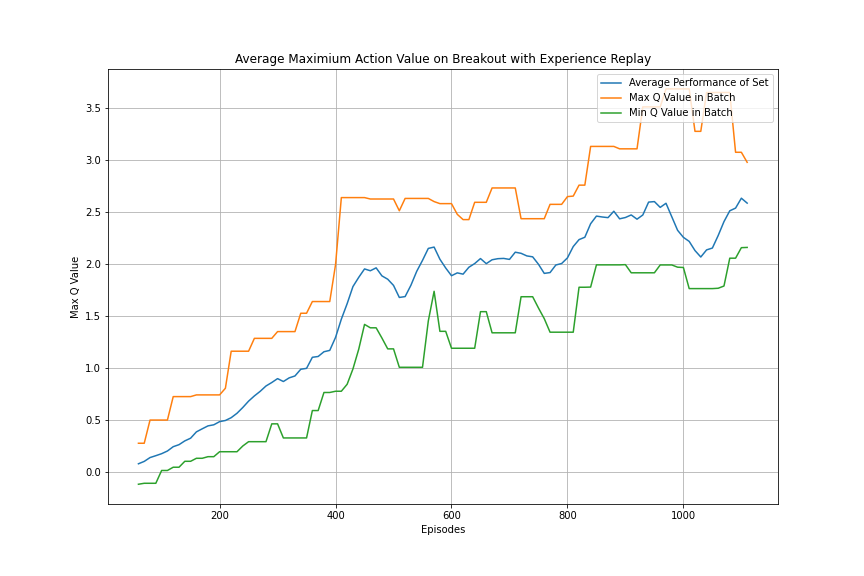 Average Maximium Action Value on Breakout with Experience Replay
Average Performance of Set
Max Q Value in Batch
Min Q Value in Batch
3.5
3.0
2.5
2.0
1.5
1.0
0.5
0.0
Max Q Value
200 400 600 800 1000
Episodes